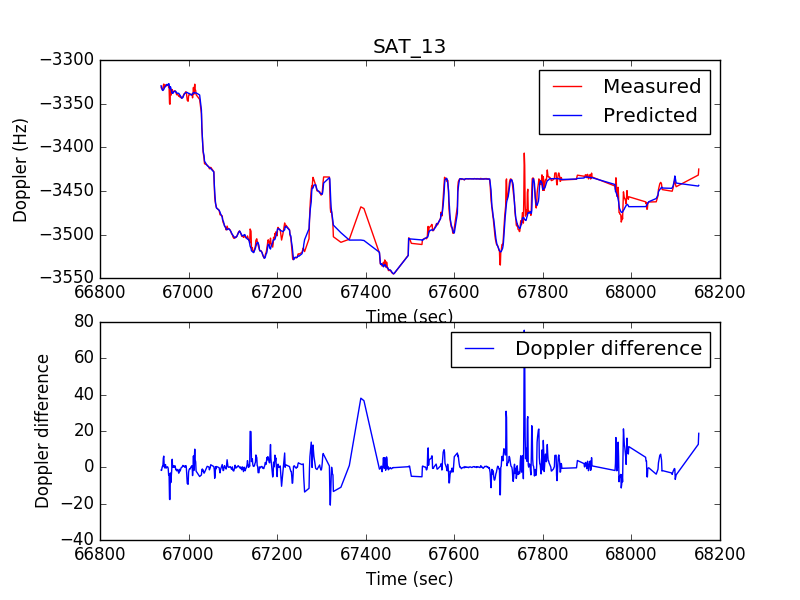 SAT_13
−3300
−3350
−3400
−3450
−3500
−3550
Doppler (Hz)
Measured
Predicted
66800 67000 67200 67400 67600 67800 68000 68200
Time (sec)
80
60
40
20
0
−20
−40
Doppler difference
Doppler difference
66800 67000 67200 67400 67600 67800 68000 68200
Time (sec)